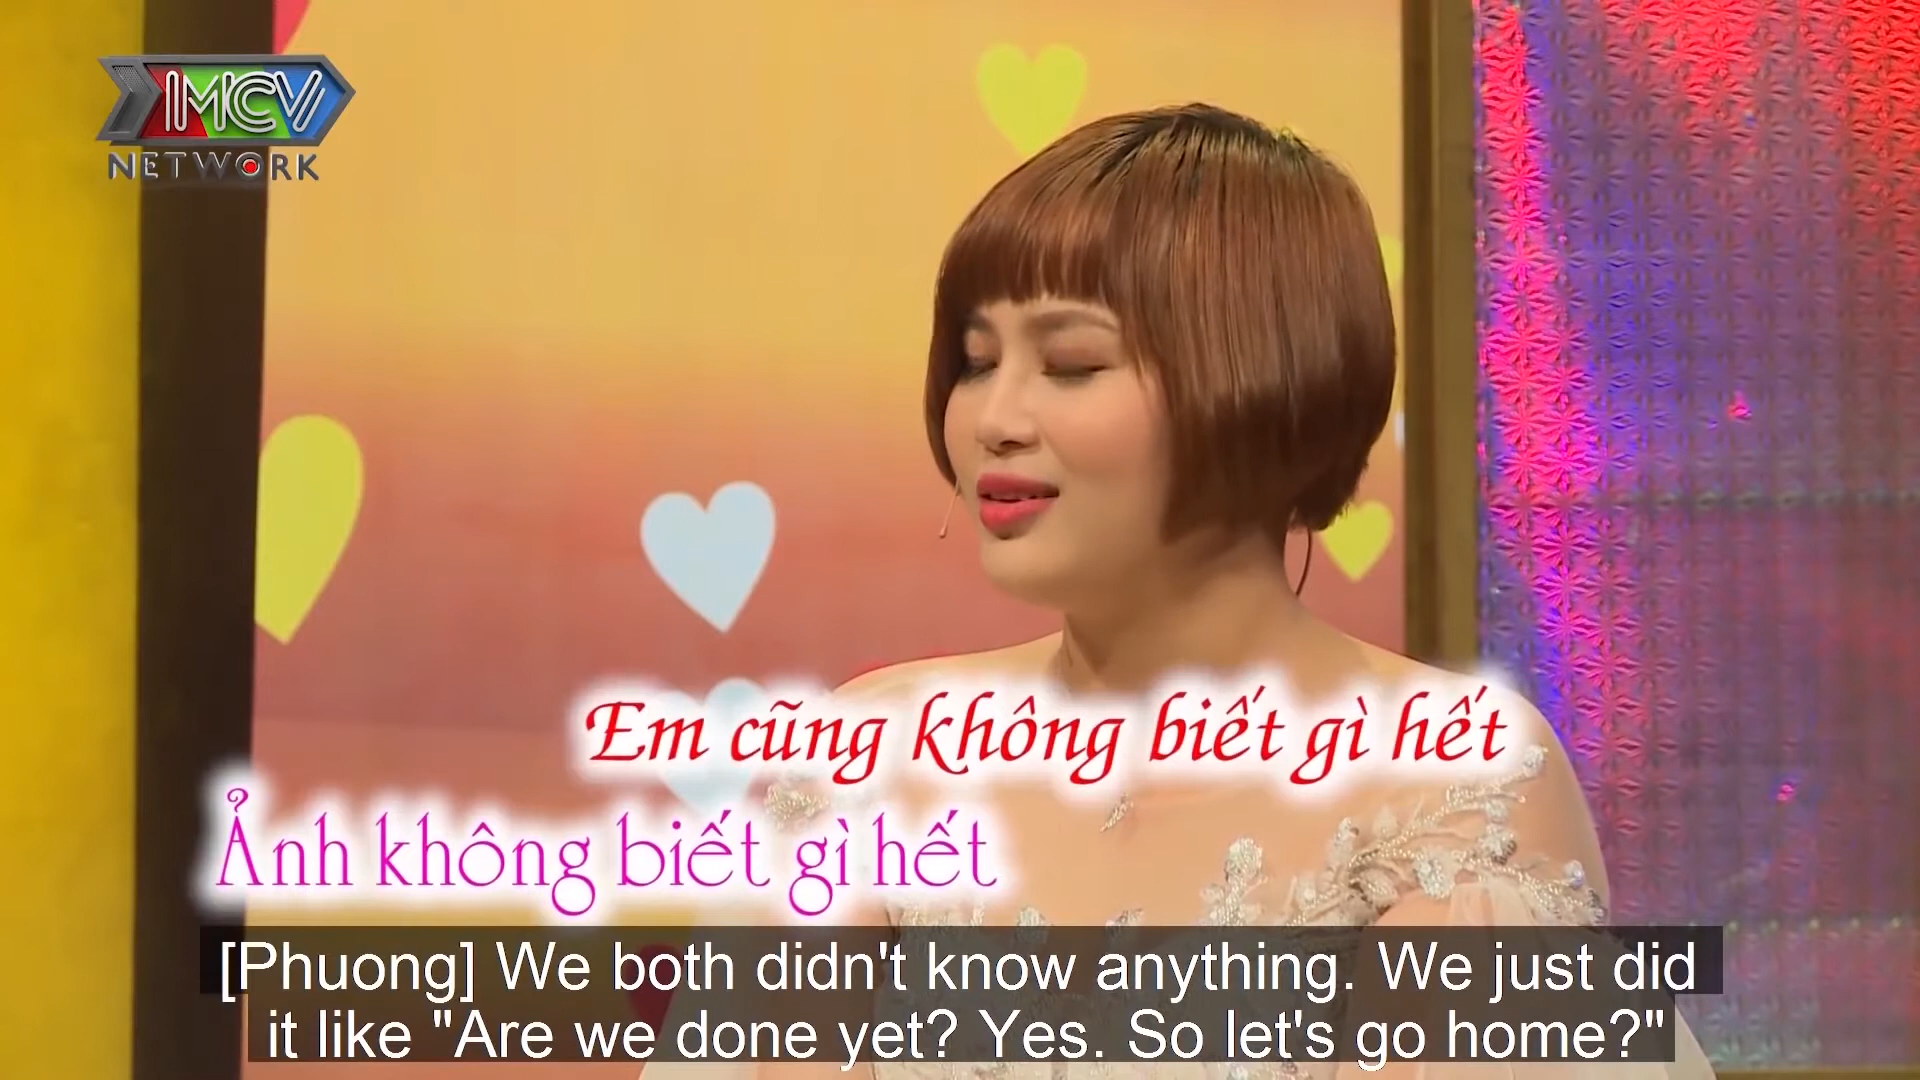 MCV
NETWORK
Em cũng không biết gì hết
Ảnh không biết gì hết
[Phuong] We both didn't know anything. We just did
it like "Are we done yet? Yes. So let's go home?"